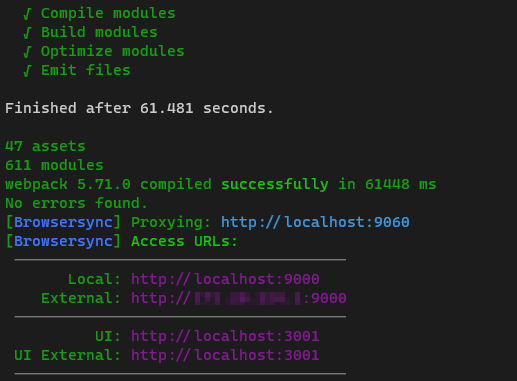 √ Compile modules
√ Build modules
√ Optimize modules
√ Emit files
Finished after 61.481 seconds.
47 assets
611 modules
webpack 5.71.0 compiled successfully in 61448 ms
No errors found.
[Browsersync] Proxying: http://localhost:9060
[Browsersync] Access URLs:
Local: http://localhost:9000
External: http:// :9000
UI: http://localhost:3001
UI External: http://localhost:3001